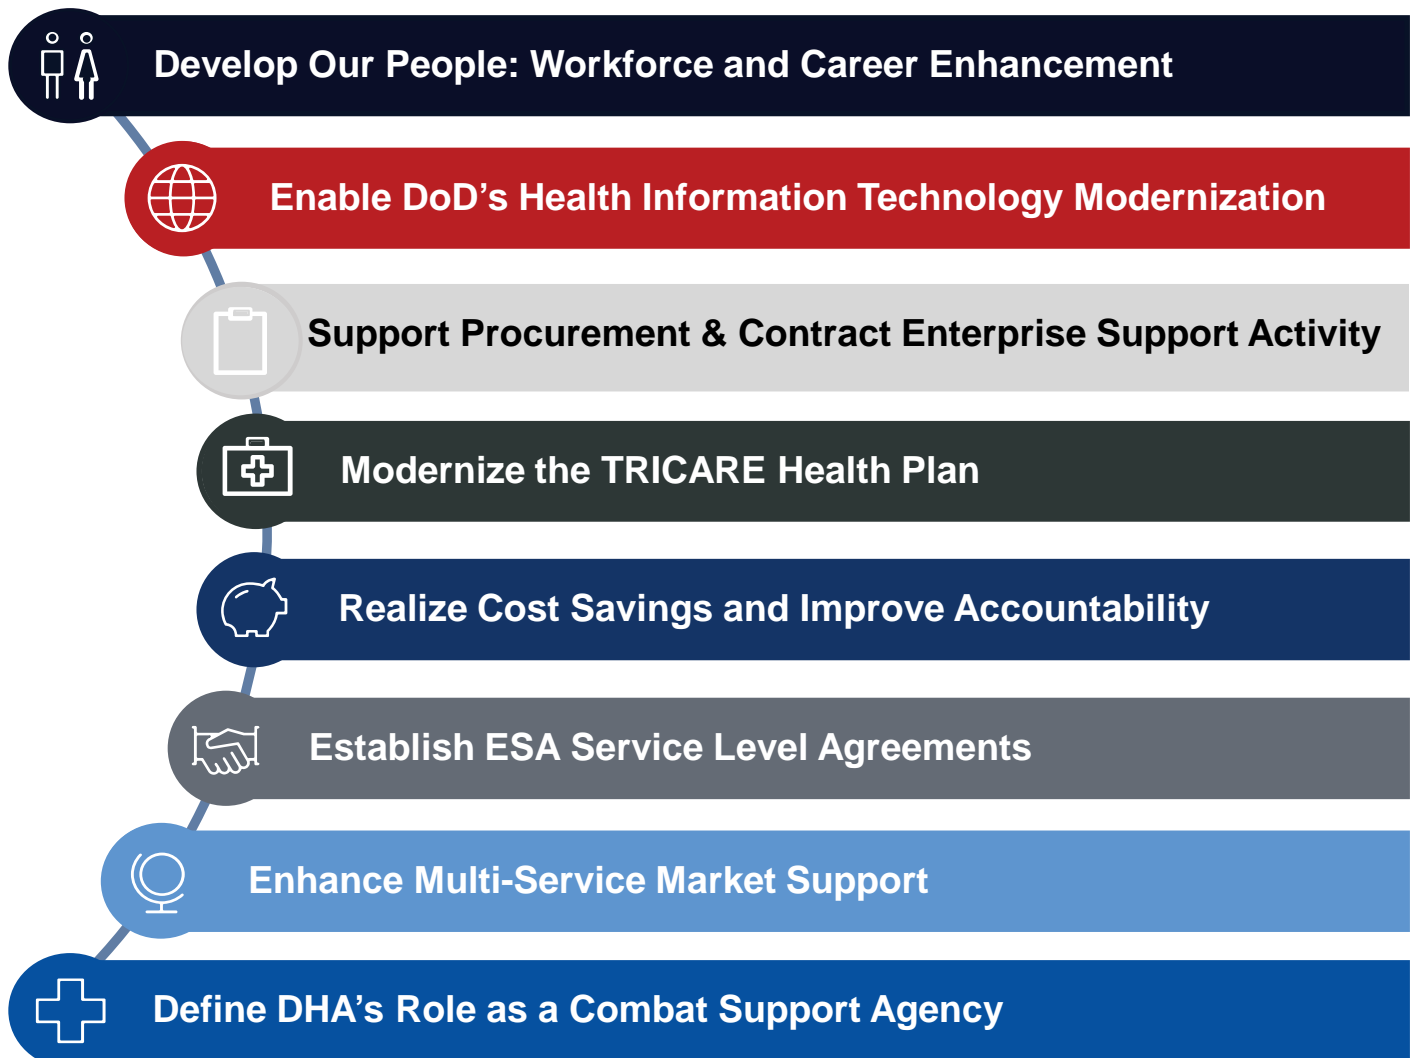 Develop Our People: Workforce and Career Enhancement
Enable DoD’s Health Information Technology Modernization
Support Procurement & Contract Enterprise Support Activity
Modernize the TRICARE Health Plan
Realize Cost Savings and Improve Accountability
Establish ESA Service Level Agreements
Enhance Multi-Service Market Support
Define DHA’s Role as a Combat Support Agency